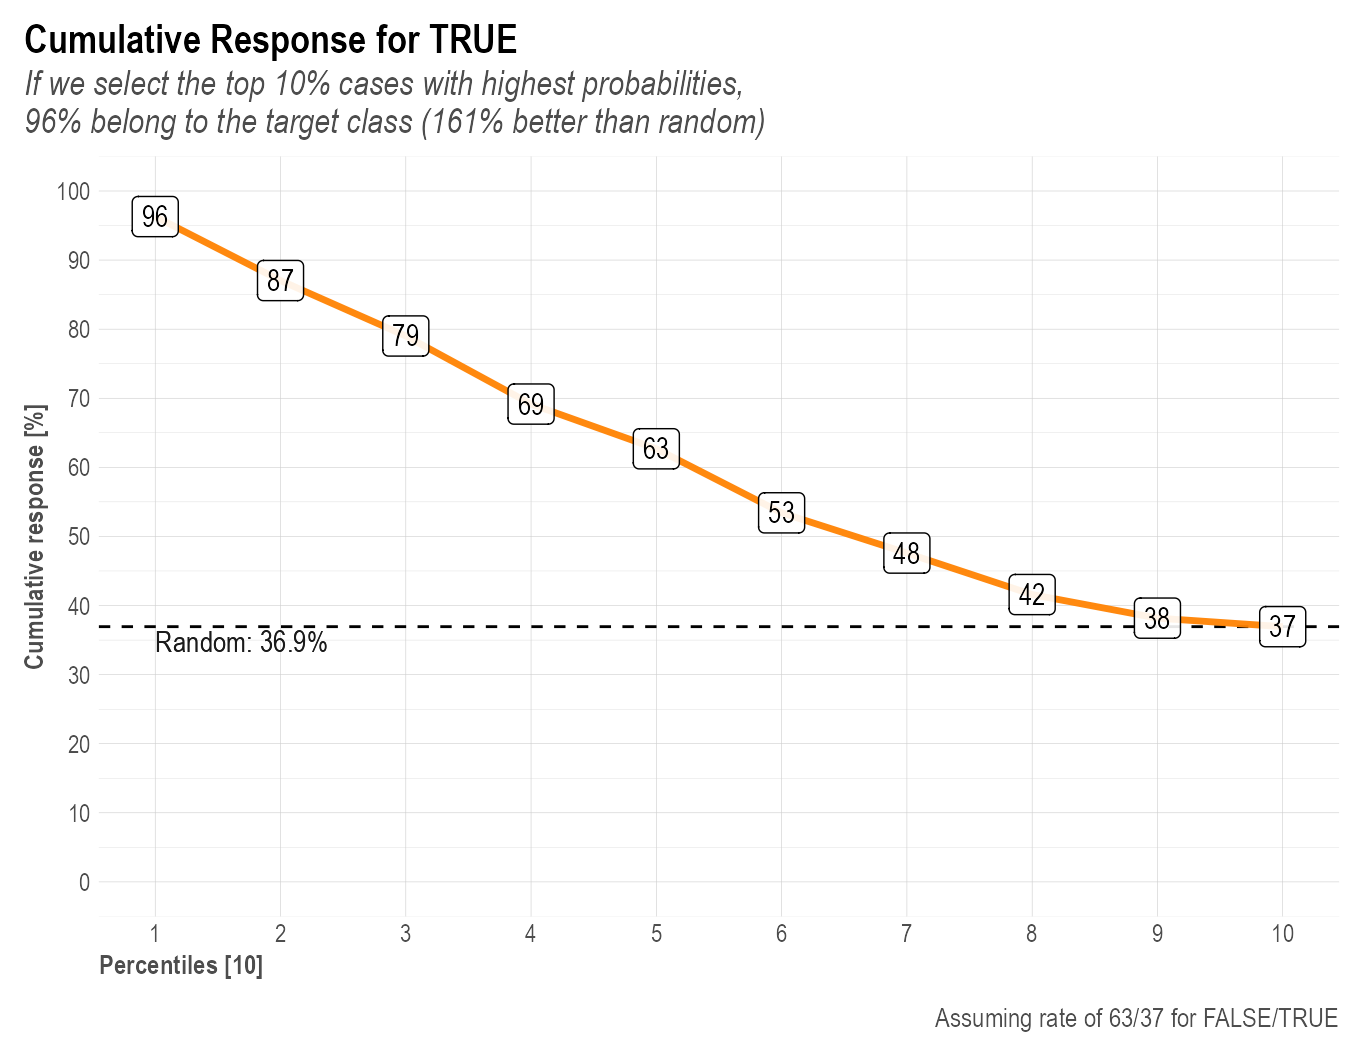 Cumulative Response for TRUE
If we select the top 10% cases with highest probabilities,
96% belong to the target class (161% better than random)
Cumulative response [%]
100
90
80
70
60
50
40
30
20
10
0
96
87
79
69
63
53
48
42
38
37
Random: 36.9%
1 2 3 4 5 6 7 8 9 10
Percentiles [10]
Assuming rate of 63/37 for FALSE/TRUE